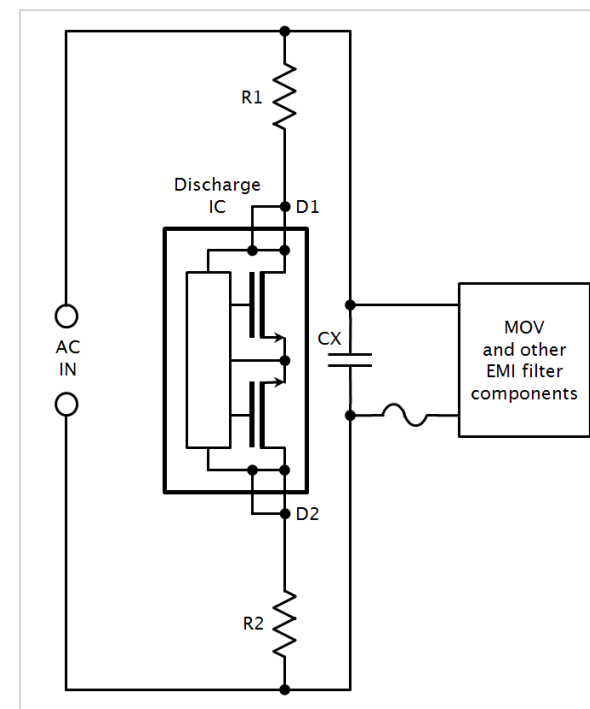 R1
Discharge
IC
D1
AC
IN
CX
MOV
and other
EMI filter
components
D2
R2